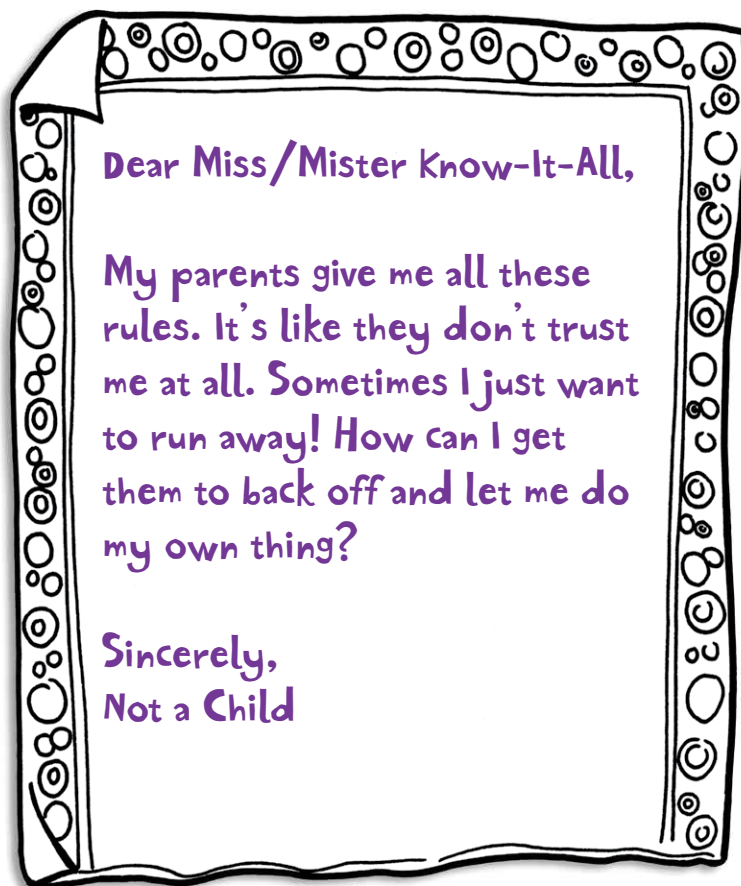 Dear Miss/Mister Know-It-All,
My parents give me all these
rules. It's like they don't trust
me at all. Sometimes I just want
to run away! How can I get
them to back off and let me do
my own thing?
Sincerely,
Not a Child